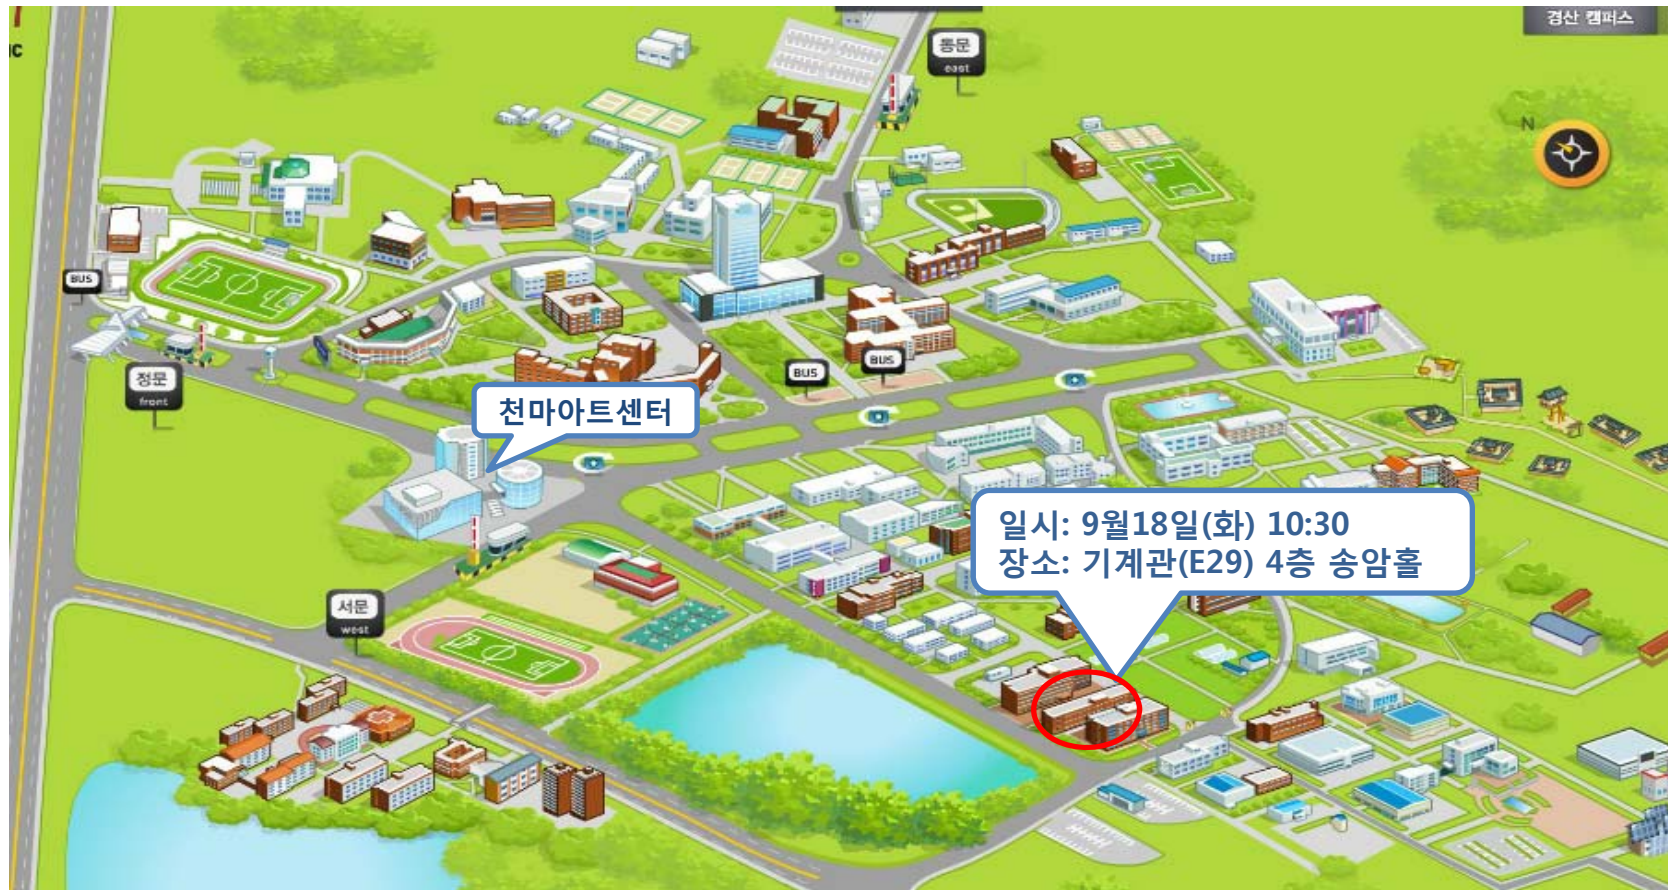 경산 캠퍼스
동문
east
N
BUS
정문
front
BUS
BUS
천마아트센터
일시: 9월18일(화) 10:30
장소: 기계관(E29) 4층 송암홀
서문
west